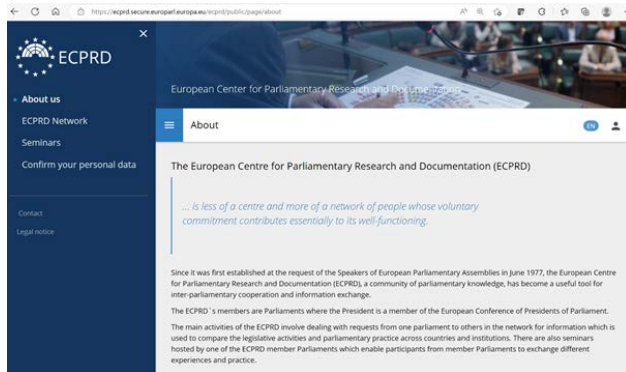 https://ecprd.secure.europarl.europa.eu/ecprd/public/page/about
ECPRD
About us
ECPRD Network
Seminars
Confirm your personal data
Contact
Legal notice
European Center for Parliamentary Research and Documentation
About
EN
The European Centre for Parliamentary Research and Documentation (ECPRD)
... is less of a centre and more of a network of people whose voluntary
commitment contributes essentially to its well-functioning.
Since it was first established at the request of the Speakers of European Parliamentary Assemblies in June 1977, the European Centre
for Parliamentary Research and Documentation (ECPRD), a community of parliamentary knowledge, has become a useful tool for
inter-parliamentary cooperation and information exchange.
The ECPRD`s members are Parliaments where the President is a member of the European Conference of Presidents of Parliament.
The main activities of the ECPRD involve dealing with requests from one parliament to others in the network for information which is
used to compare the legislative activities and parliamentary practice across countries and institutions. There are also seminars
hosted by one of the ECPRD member Parliaments which enable participants from member Parliaments to exchange different
experiences and practice.